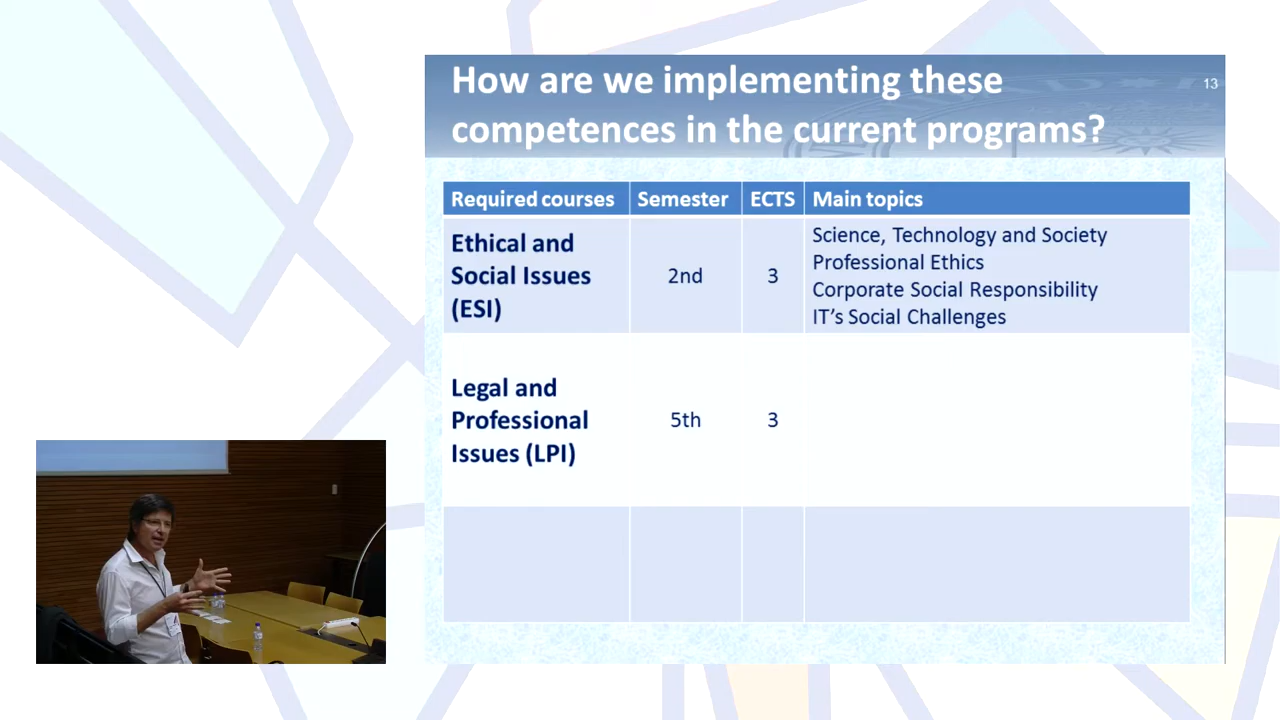 How are we implementing these
competences in the current programs?
13
Required courses Semester ECTS Main topics
Ethical and
Social Issues
(ESI)
2nd
3
Science, Technology and Society
Professional Ethics
Corporate Social Responsibility
IT's Social Challenges
Legal and
Professional
Issues (LPI)
5th
3